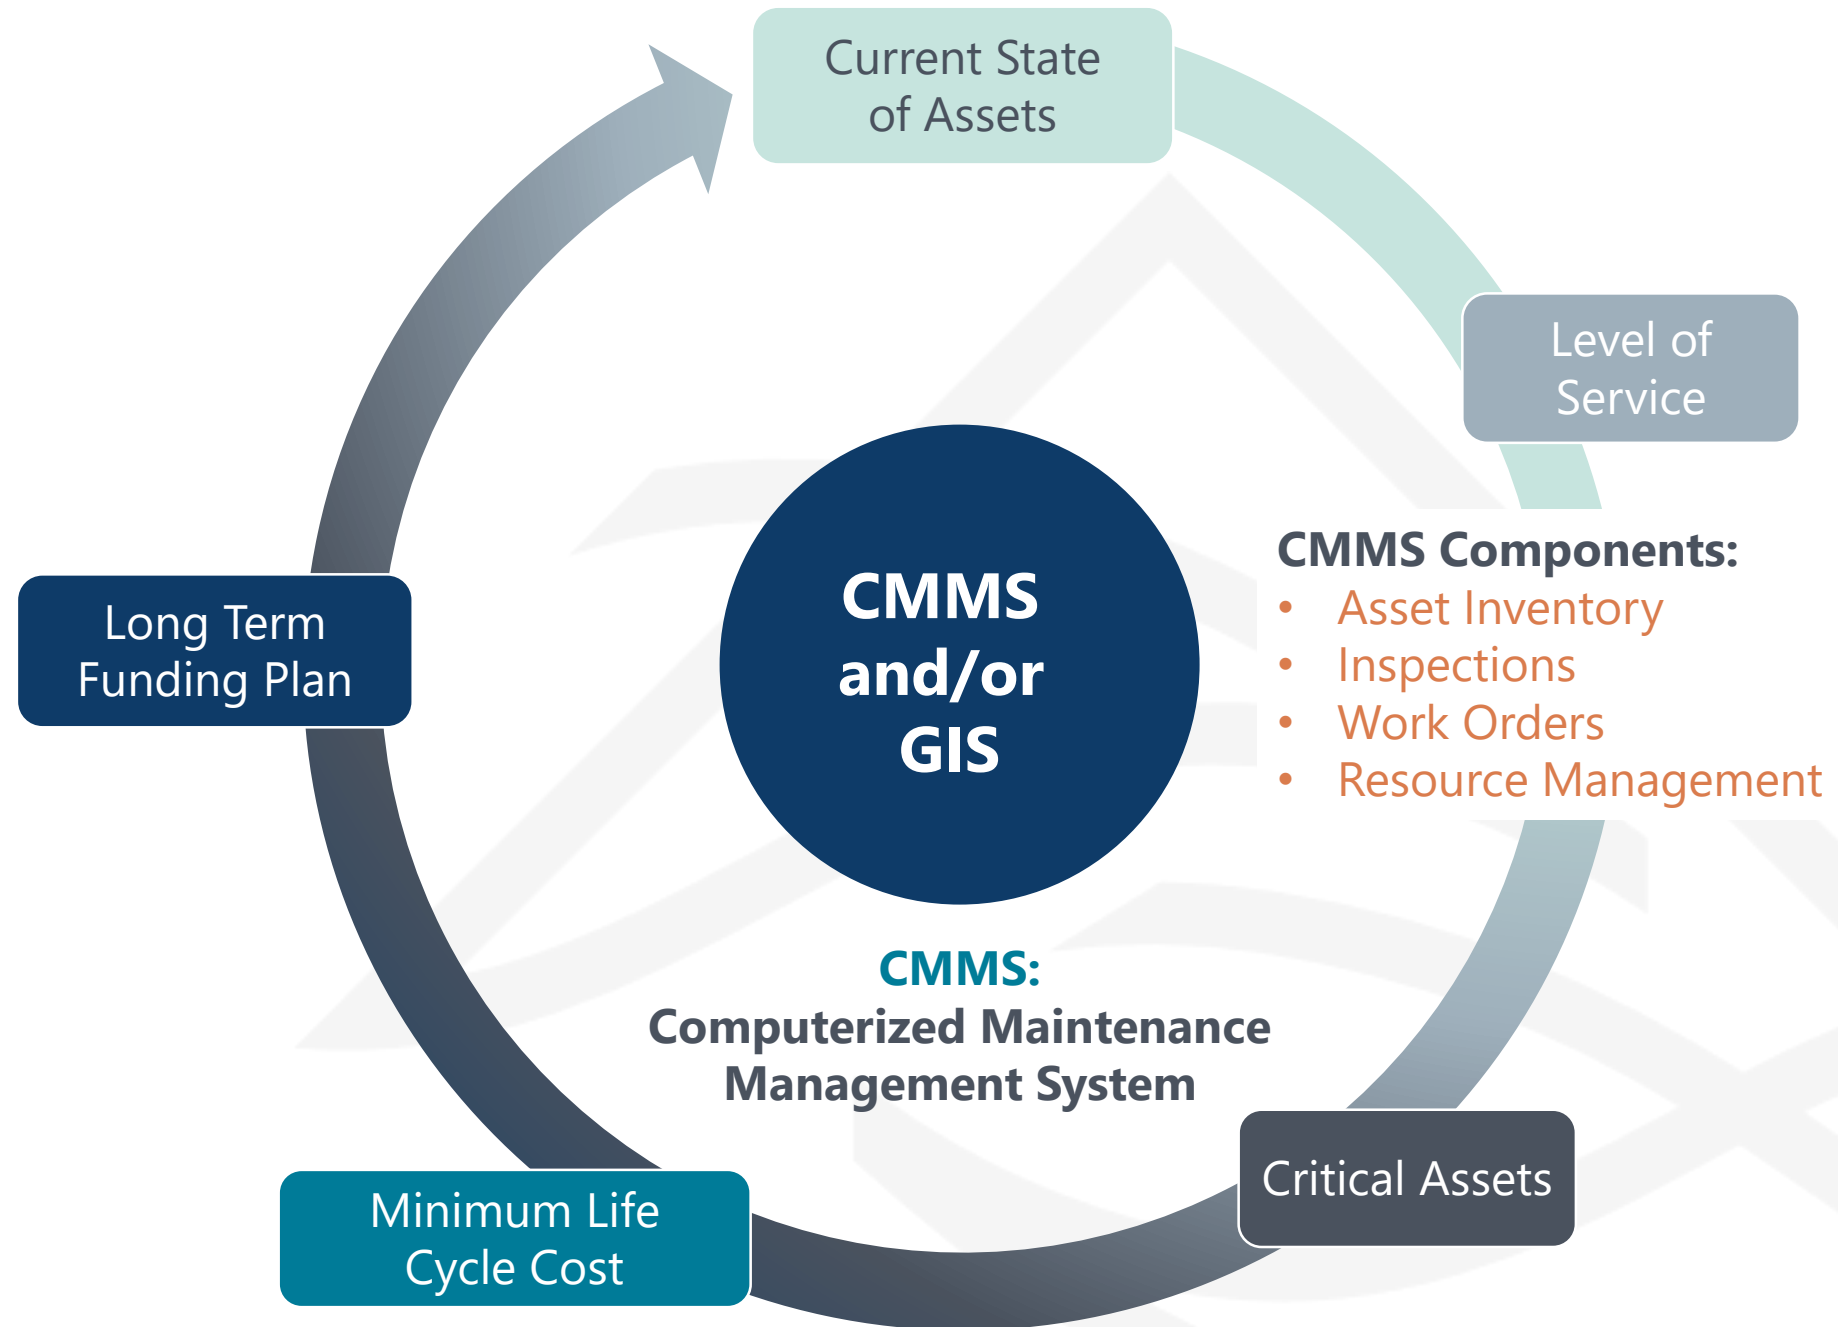 Current State
of Assets
Level of
Service
CMMS Components:
• Asset Inventory
• Inspections
• Work Orders
• Resource Management
CMMS
and/or
GIS
Long Term
Funding Plan
CMMS:
Computerized Maintenance
Management System
Critical Assets
Minimum Life
Cycle Cost